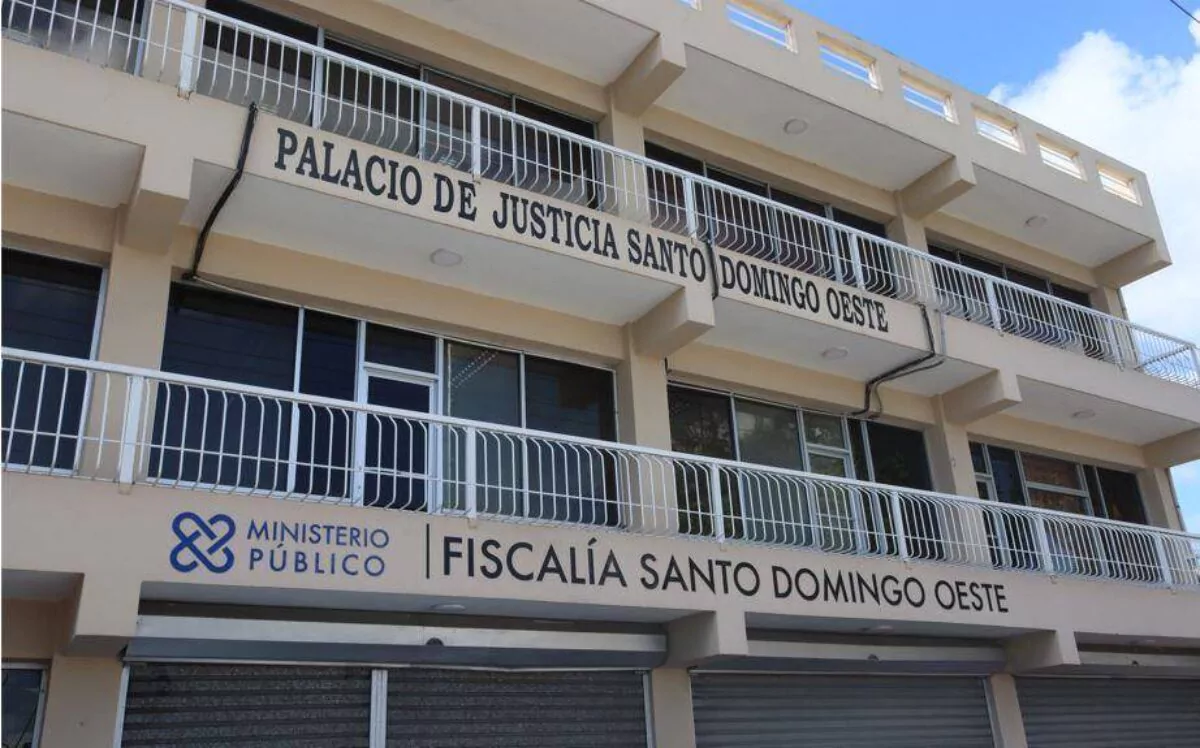 PALACIO DE JUSTICIA SANTO DOMINGO OESTE
MINISTERIO
PÚBLICO
FISCALÍA SANTO DOMINGO OESTE